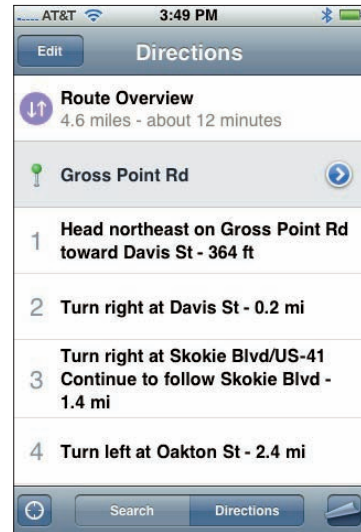 AT&T 3:49 PM
Edit Directions
Route Overview
4.6 miles - about 12 minutes
Gross Point Rd
1 Head northeast on Gross Point Rd
toward Davis St - 364 ft
2 Turn right at Davis St - 0.2 mi
3 Turn right at Skokie Blvd/US-41
Continue to follow Skokie Blvd -
1.4 mi
4 Turn left at Oakton St - 2.4 mi
Search Directions